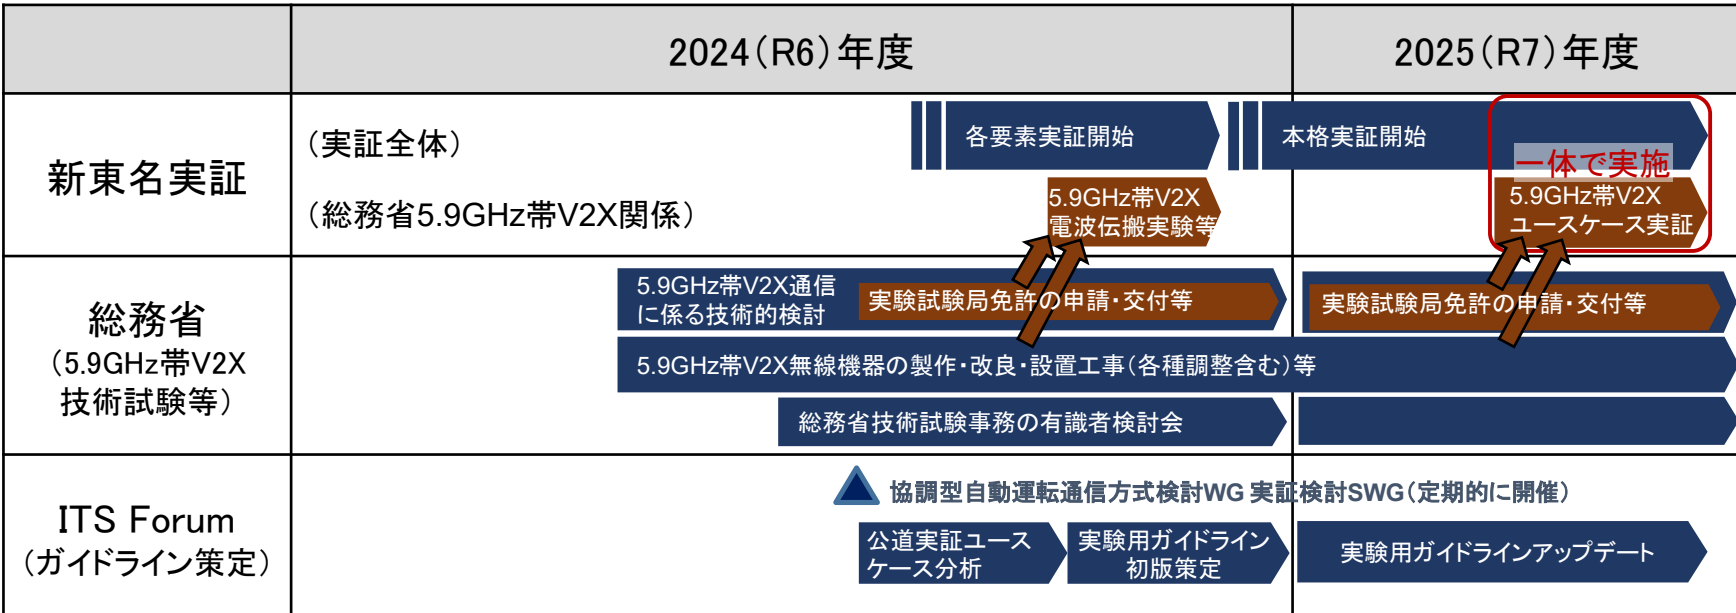 2024(R6)年度
2025(R7)年度
新東名実証
(実証全体)
(総務省5.9GHz帯V2X関係)
各要素実証開始
本格実証開始
一体で実施
5.9GHz帯V2X
電波伝搬実験等
5.9GHz帯V2X
ユースケース実証
総務省
(5.9GHz帯V2X
技術試験等)
5.9GHz帯V2X通信
に係る技術的検討
実験試験局免許の申請・交付等
実験試験局免許の申請・交付等
5.9GHz帯V2X無線機器の製作・改良・設置工事(各種調整含む)等
総務省技術試験事務の有識者検討会
ITS Forum
(ガイドライン策定)
協調型自動運転通信方式検討WG 実証検討SWG(定期的に開催)
公道実証ユース
ケース分析
実験用ガイドライン
初版策定
実験用ガイドラインアップデート